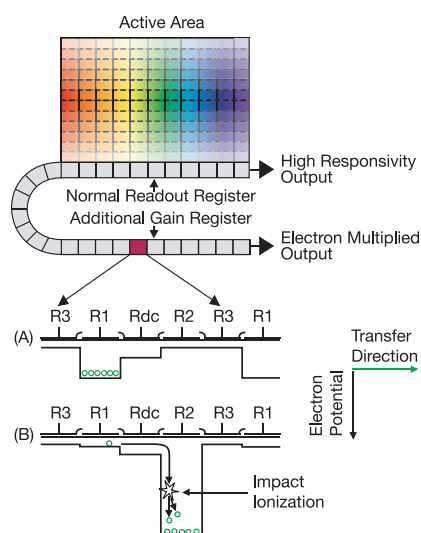 Active Area
High Responsivity
Output
Normal Readout Register
Additional Gain Register
Electron Multiplied
Output
R3 R1 Rdc R2 R3 R1
(A)
Transfer
Direction
Electron
Potential
R3 R1 Rdc R2 R3 R1
(B)
Impact
Ionization